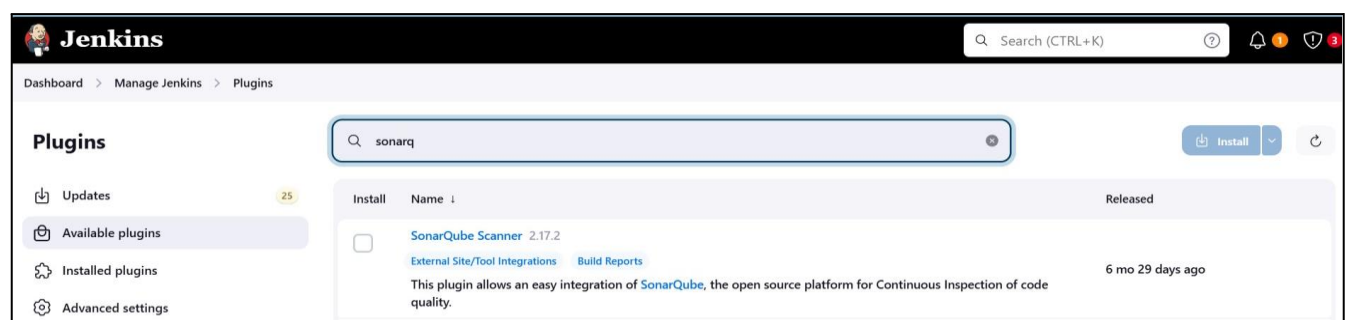 Jenkins
Search (CTRL+K)
1
3
Dashboard > Manage Jenkins > Plugins
Plugins
sonarq
Install
Updates 25
Install Name ↓ Released
Available plugins
SonarQube Scanner 2.17.2
External Site/Tool Integrations Build Reports
6 mo 29 days ago
Installed plugins
This plugin allows an easy integration of SonarQube, the open source platform for Continuous Inspection of code
quality.
Advanced settings